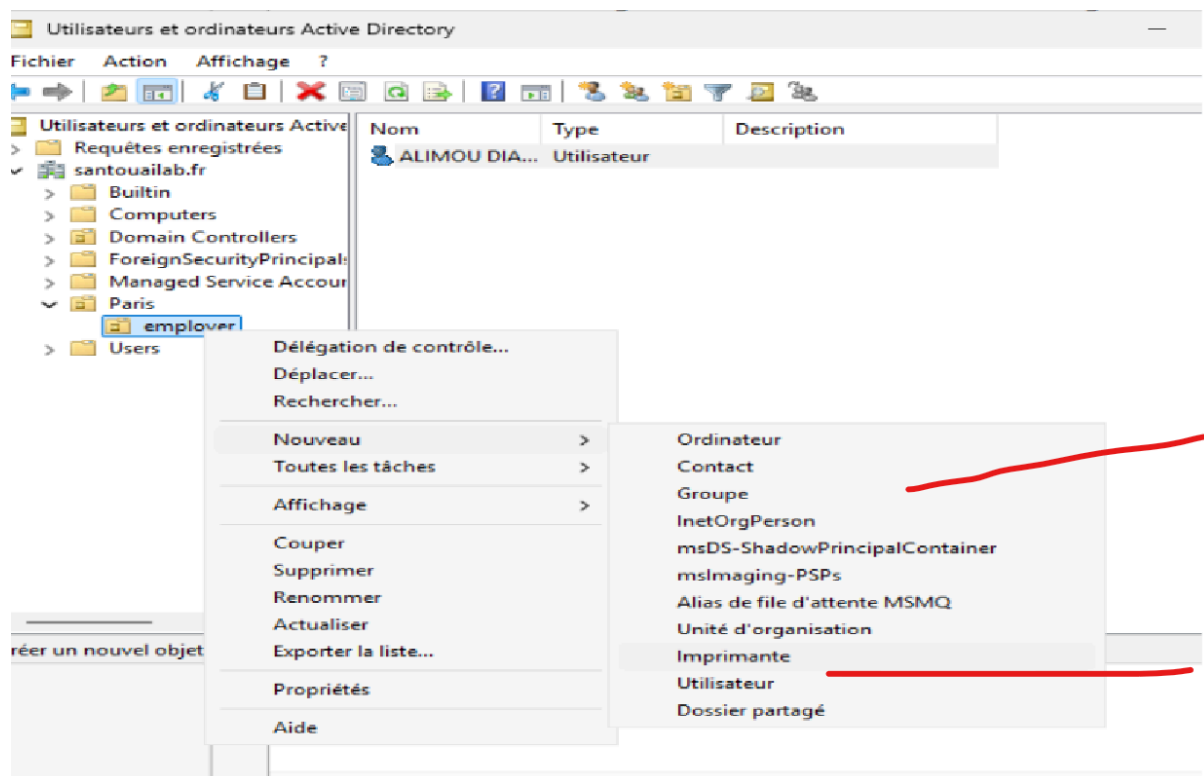 Utilisateurs et ordinateurs Active Directory
Fichier Action Affichage ?
Utilisateurs et ordinateurs Active
Nom Type Description
Requêtes enregistrées
ALIMOU DIA... Utilisateur
santouailab.fr
Builtin
Computers
Domain Controllers
ForeignSecurityPrincipal
Managed Service Accour
Paris
employer
Users
Délégation de contrôle...
Déplacer...
Rechercher...
Nouveau >
Toutes les tâches >
Affichage >
Couper
Supprimer
Renommer
Actualiser
Exporter la liste...
Propriétés
Aide
Ordinateur
Contact
Groupe
InetOrgPerson
msDS-ShadowPrincipalContainer
msImaging-PSPs
Alias de file d'attente MSMQ
Unité d'organisation
Imprimante
Utilisateur
Dossier partagé
réer un nouvel objet